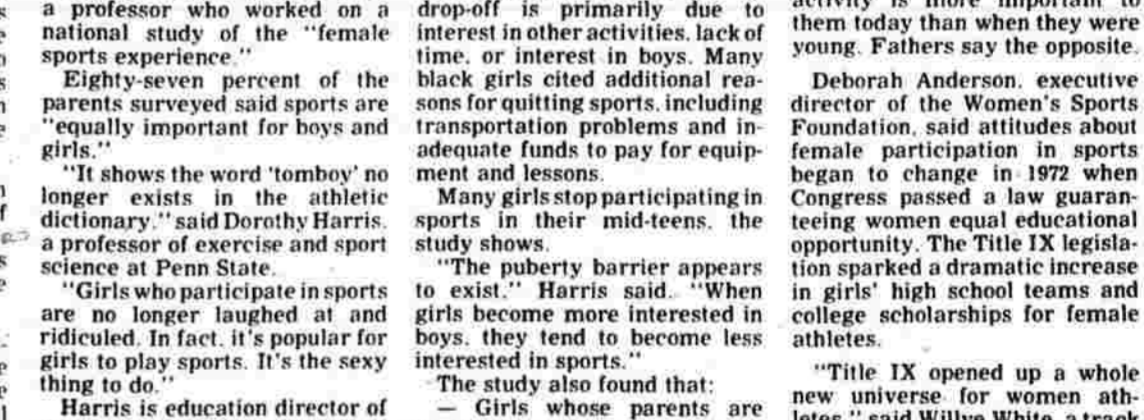 a professor who worked on a
national study of the "female
sports experience."
Eighty-seven percent of the
parents surveyed said sports are
"equally important for boys and
girls."
"It shows the word 'tomboy' no
longer exists in the athletic
dictionary," said Dorothy Harris,
a professor of exercise and sport
science at Penn State.
"Girls who participate in sports
are no longer laughed at and
ridiculed. In fact, it's popular for
girls to play sports. It's the sexy
thing to do."
Harris is education director of
drop-off is primarily due to
interest in other activities, lack of
time, or interest in boys. Many
black girls cited additional rea-
sons for quitting sports, including
transportation problems and in-
adequate funds to pay for equip-
ment and lessons.
Many girls stop participating in
sports in their mid-teens, the
study shows.
"The puberty barrier appears
to exist," Harris said. "When
girls become more interested in
boys, they tend to become less
interested in sports."
The study also found that:
— Girls whose parents are
activity is more important to
them today than when they were
young. Fathers say the opposite.
Deborah Anderson, executive
director of the Women's Sports
Foundation, said attitudes about
female participation in sports
began to change in 1972 when
Congress passed a law guaran-
teeing women equal educational
opportunity. The Title IX legisla-
tion sparked a dramatic increase
in girls' high school teams and
college scholarships for female
athletes.
"Title IX opened up a whole
new universe for women ath-
letes," said Willye White, a track